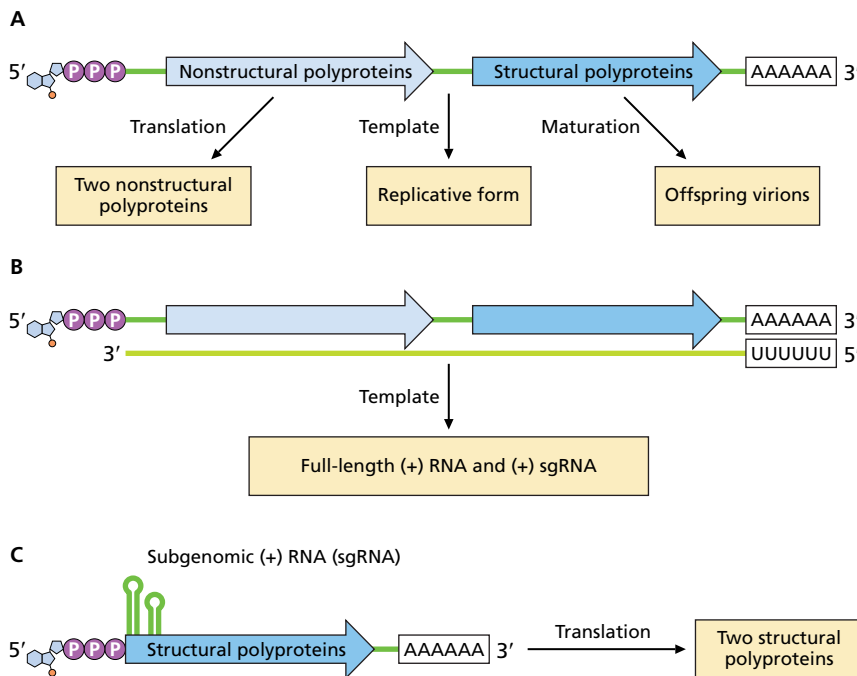 A
5′ P P P Nonstructural polyproteins Structural polyproteins AAAAAA 3′
Translation Template Maturation
Two nonstructural
polyproteins
Replicative form
Offspring virions
B
5′ P P P AAAAAA 3′
3′ UUUUUU 5′
Template
Full-length (+) RNA and (+) sgRNA
C
Subgenomic (+) RNA (sgRNA)
5′ P P P Structural polyproteins AAAAAA 3′
Translation
Two structural
polyproteins